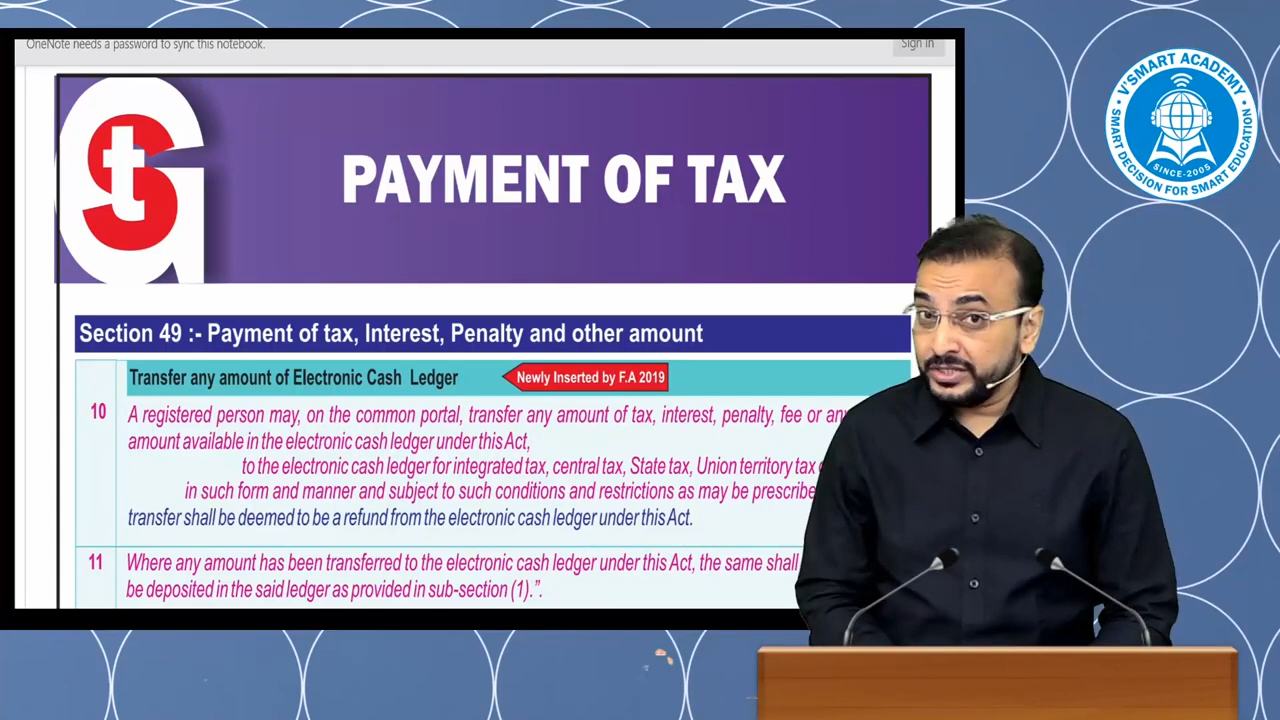 OneNote needs a password to sync this notebook.
Sign in
GSt
PAYMENT OF TAX
V'SMART ACADEMY
SINCE-2005
SMART DECISION FOR SMART EDUCATION
Section 49 :- Payment of tax, Interest, Penalty and other amount
Transfer any amount of Electronic Cash Ledger
Newly Inserted by F.A 2019
10
A registered person may, on the common portal, transfer any amount of tax, interest, penalty, fee or
amount available in the electronic cash ledger under this Act,
to the electronic cash ledger for integrated tax, central tax, State tax, Union territory tax
in such form and manner and subject to such conditions and restrictions as may be
transfer shall be deemed to be a refund from the electronic cash ledger under this Act.
11
Where any amount has been transferred to the electronic cash ledger under this Act, the same shall
be deposited in the said ledger as provided in sub-section (1).”.